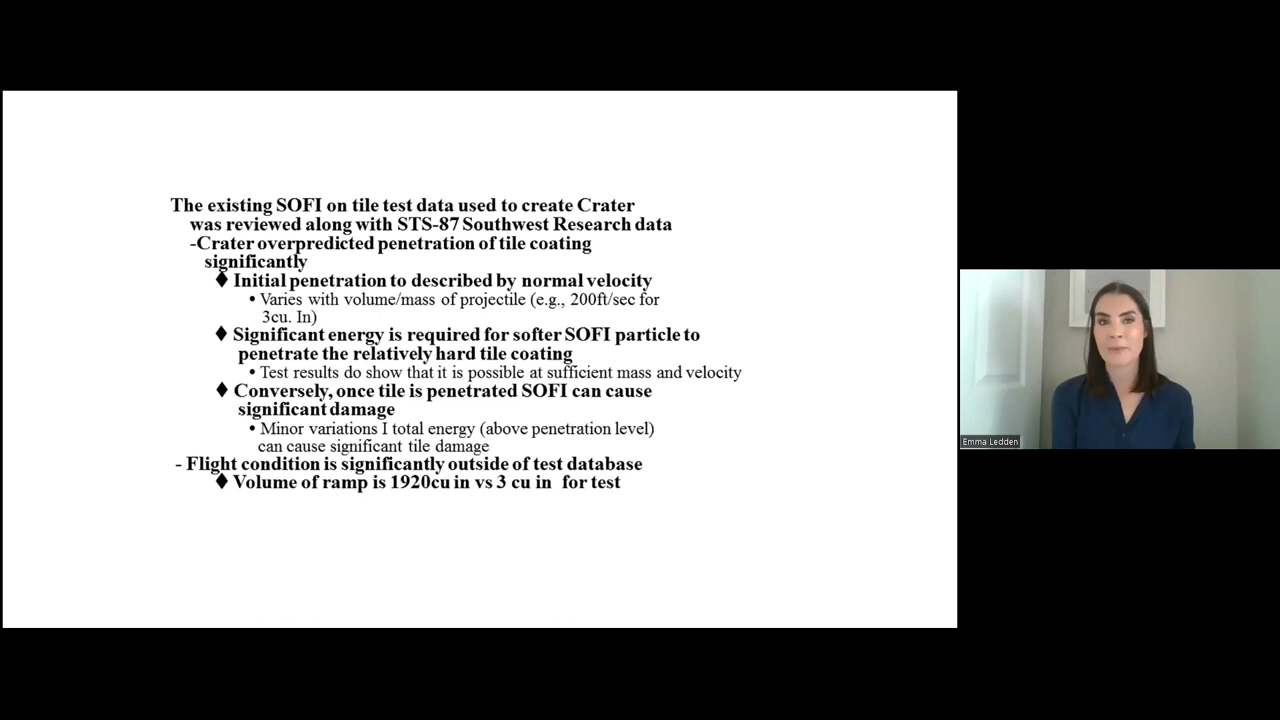 The existing SOFI on tile test data used to create Crater
was reviewed along with STS-87 Southwest Research data
-Crater overpredicted penetration of tile coating
significantly
♦ Initial penetration to described by normal velocity
• Varies with volume/mass of projectile (e.g., 200ft/sec for
3cu. In)
♦ Significant energy is required for softer SOFI particle to
penetrate the relatively hard tile coating
• Test results do show that it is possible at sufficient mass and velocity
♦ Conversely, once tile is penetrated SOFI can cause
significant damage
• Minor variations I total energy (above penetration level)
can cause significant tile damage
- Flight condition is significantly outside of test database
♦ Volume of ramp is 1920cu in vs 3 cu in for test
Emma Ledden